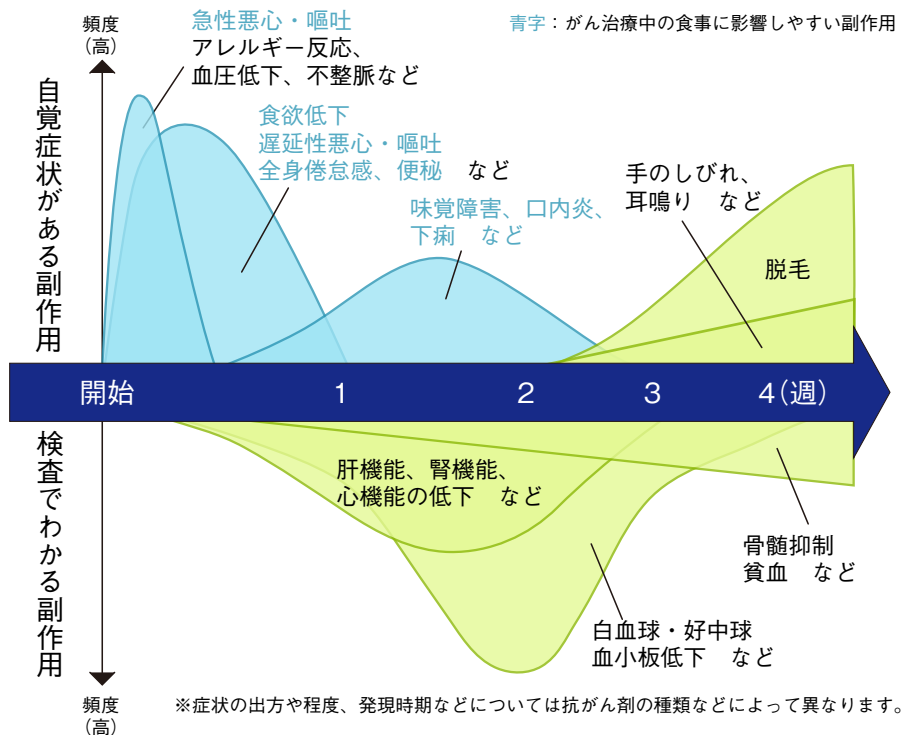 頻度
(高)
急性悪心・嘔吐
アレルギー反応、
血圧低下、不整脈など
青字：がん治療中の食事に影響しやすい副作用
自覚症状がある副作用
食欲低下
遅延性悪心・嘔吐
全身倦怠感、便秘　など
味覚障害、口内炎、
下痢　など
手のしびれ、
耳鳴り　など
脱毛
開始
1
2
3
4(週)
検査でわかる副作用
肝機能、腎機能、
心機能の低下　など
骨髄抑制
貧血　など
白血球・好中球
血小板低下　など
頻度
(高)
※症状の出方や程度、発現時期などについては抗がん剤の種類などによって異なります。